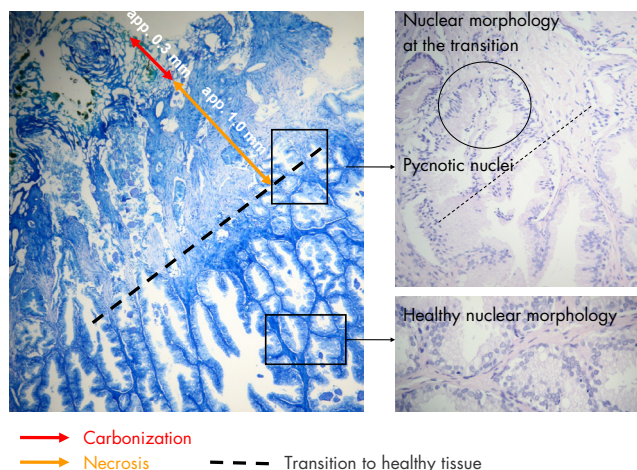 app. 0.3 mm
app. 1.0 mm
Nuclear morphology
at the transition
Pycnotic nuclei
Healthy nuclear morphology
Carbonization
Necrosis
Transition to healthy tissue